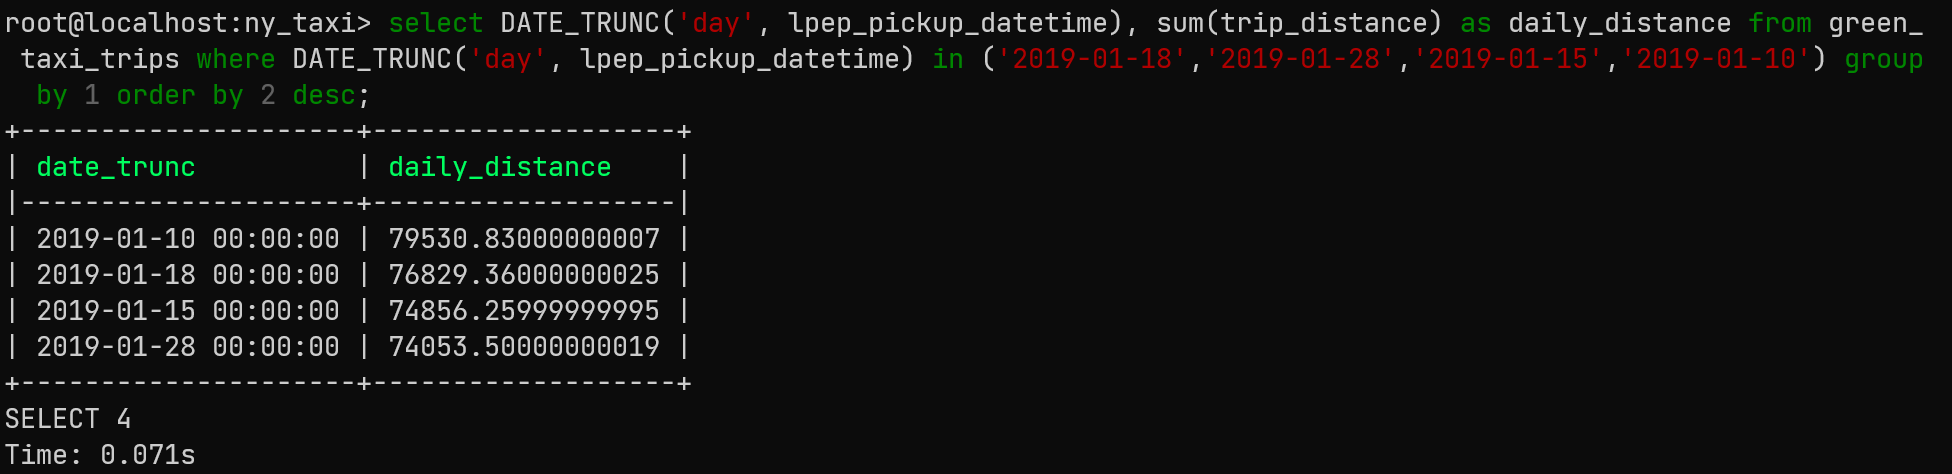 root@localhost:ny_taxi> select DATE_TRUNC('day', lpep_pickup_datetime), sum(trip_distance) as daily_distance from green_
 taxi_trips where DATE_TRUNC('day', lpep_pickup_datetime) in ('2019-01-18','2019-01-28','2019-01-15','2019-01-10') group
  by 1 order by 2 desc;
+---------------------+-------------------+
| date_trunc          | daily_distance    |
|---------------------+-------------------|
| 2019-01-10 00:00:00 | 79530.83000000007 |
| 2019-01-18 00:00:00 | 76829.36000000025 |
| 2019-01-15 00:00:00 | 74856.25999999995 |
| 2019-01-28 00:00:00 | 74053.50000000019 |
+---------------------+-------------------+
SELECT 4
Time: 0.071s